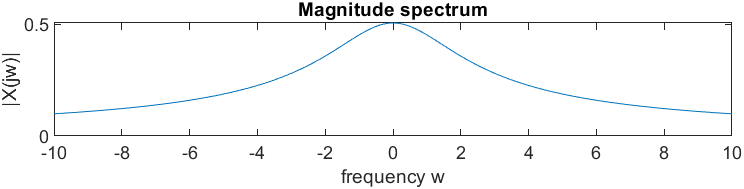 Magnitude spectrum
|X(jw)|
0.5
0
-10 -8 -6 -4 -2 0 2 4 6 8 10
frequency w